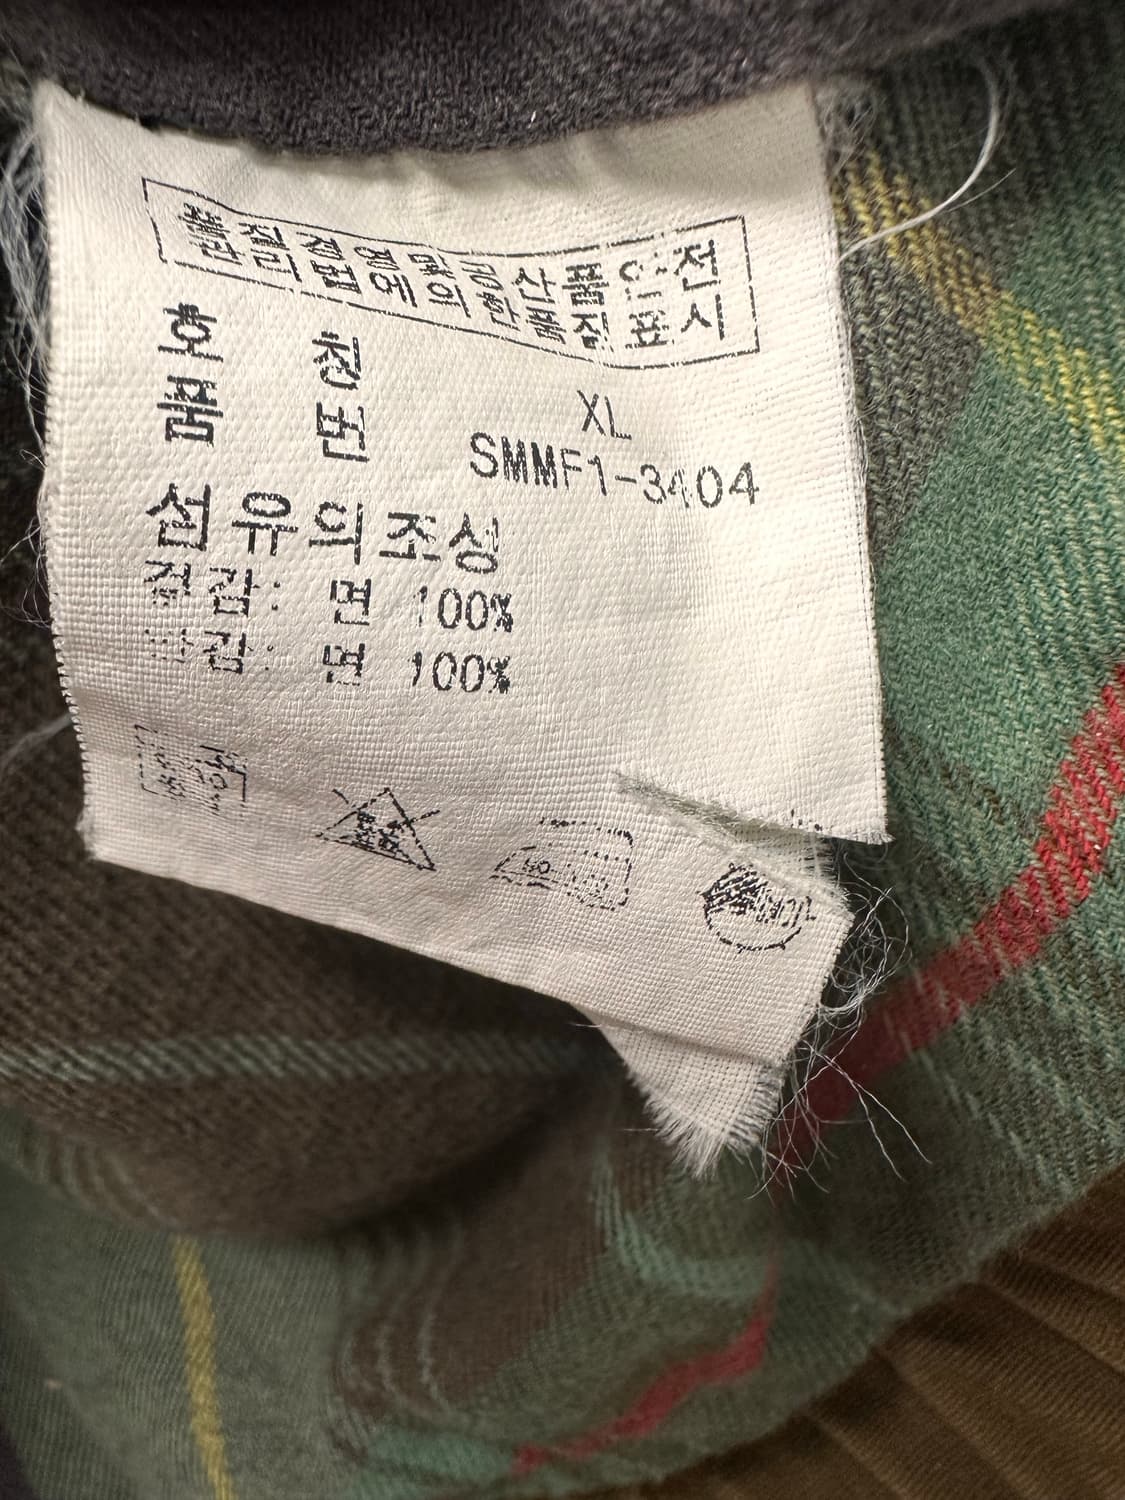 품질경영및공산품안전
관리법에의한품질표시
호 칭 XL
품 번 SMMF1-3404
섬유의조성
겉감: 면 100%
면 100%